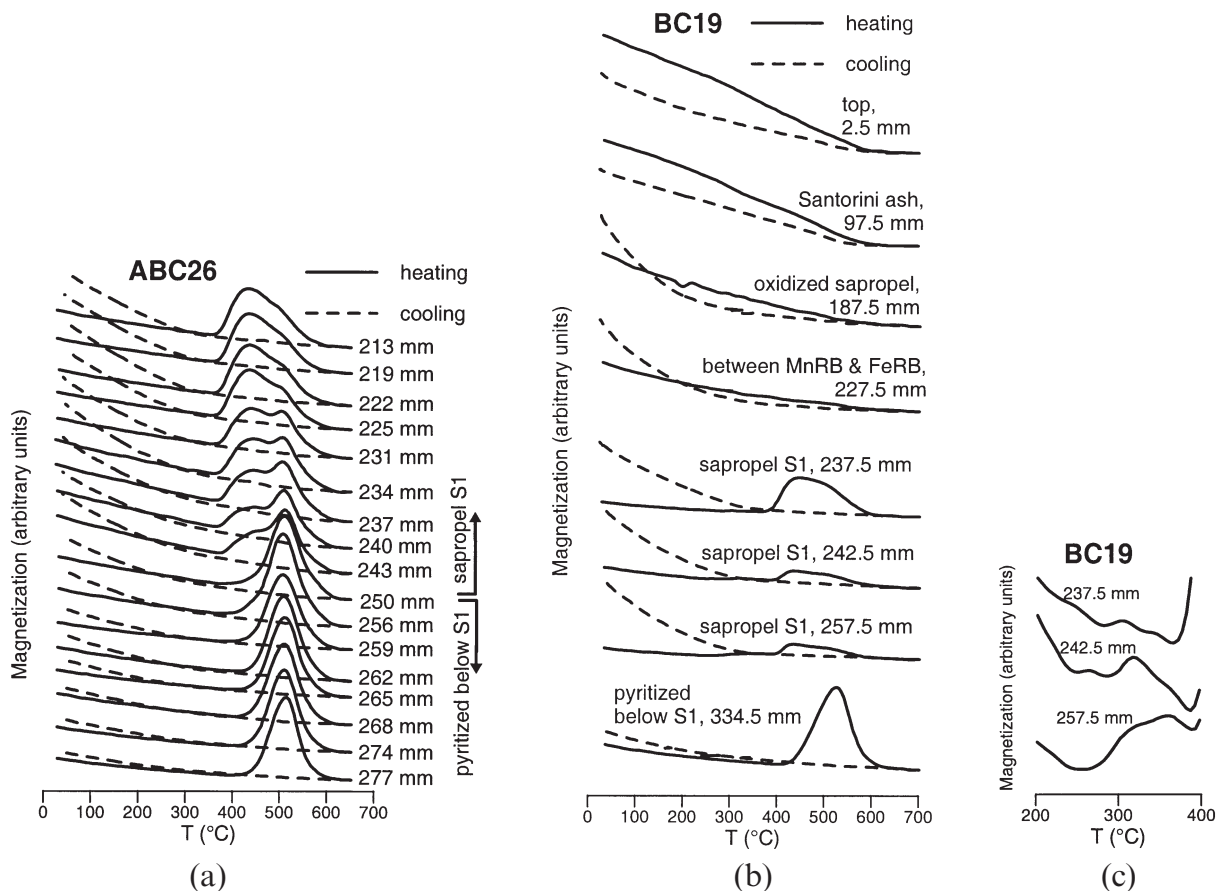 ABC26
heating
cooling
213 mm
219 mm
222 mm
225 mm
231 mm
234 mm
237 mm
240 mm
243 mm
250 mm
256 mm
259 mm
262 mm
265 mm
268 mm
274 mm
277 mm
sapropel S1
pyritized below S1
Magnetization (arbitrary units)
0 100 200 300 400 500 600 700
T (°C)
(a)
BC19
heating
cooling
top,
2.5 mm
Santorini ash,
97.5 mm
oxidized sapropel,
187.5 mm
between MnRB & FeRB,
227.5 mm
sapropel S1, 237.5 mm
sapropel S1, 242.5 mm
sapropel S1, 257.5 mm
pyritized
below S1, 334.5 mm
Magnetization (arbitrary units)
0 100 200 300 400 500 600 700
T (°C)
(b)
BC19
237.5 mm
242.5 mm
257.5 mm
Magnetization (arbitrary units)
200 300 400
T (°C)
(c)